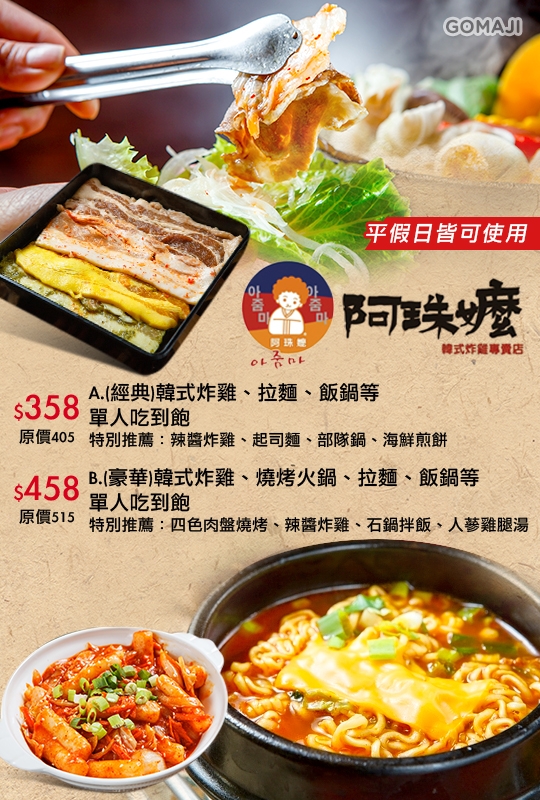 GOMAJI
平假日皆可使用
아줌마
아줌마
阿珠嬤
아줌마
阿珠嬤
韓式炸雞專賣店
$358
原價405
A.(經典)韓式炸雞、拉麵、飯鍋等
單人吃到飽
特別推薦：辣醬炸雞、起司麵、部隊鍋、海鮮煎餅
$458
原價515
B.(豪華)韓式炸雞、燒烤火鍋、拉麵、飯鍋等
單人吃到飽
特別推薦：四色肉盤燒烤、辣醬炸雞、石鍋拌飯、人蔘雞腿湯